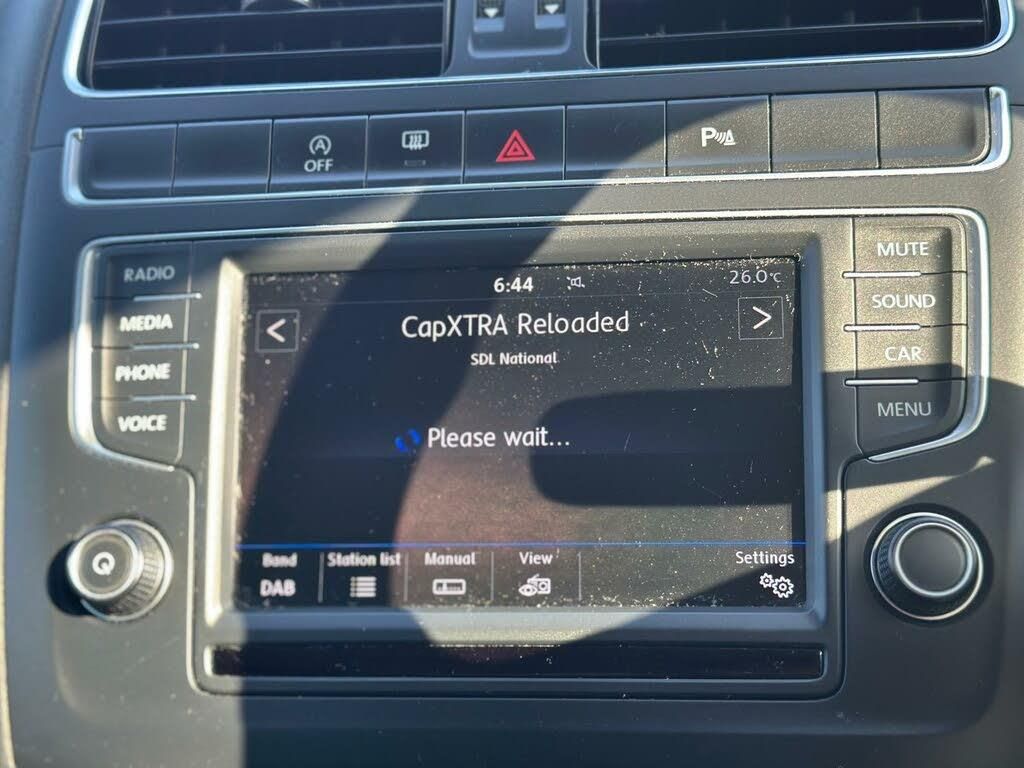 A
OFF
P
RADIO
MEDIA
PHONE
VOICE
6:44
26.0°C
<
CapXTRA Reloaded
>
SDL National
Please wait...
Band
DAB
Station list
Manual
View
Settings
MUTE
SOUND
CAR
MENU